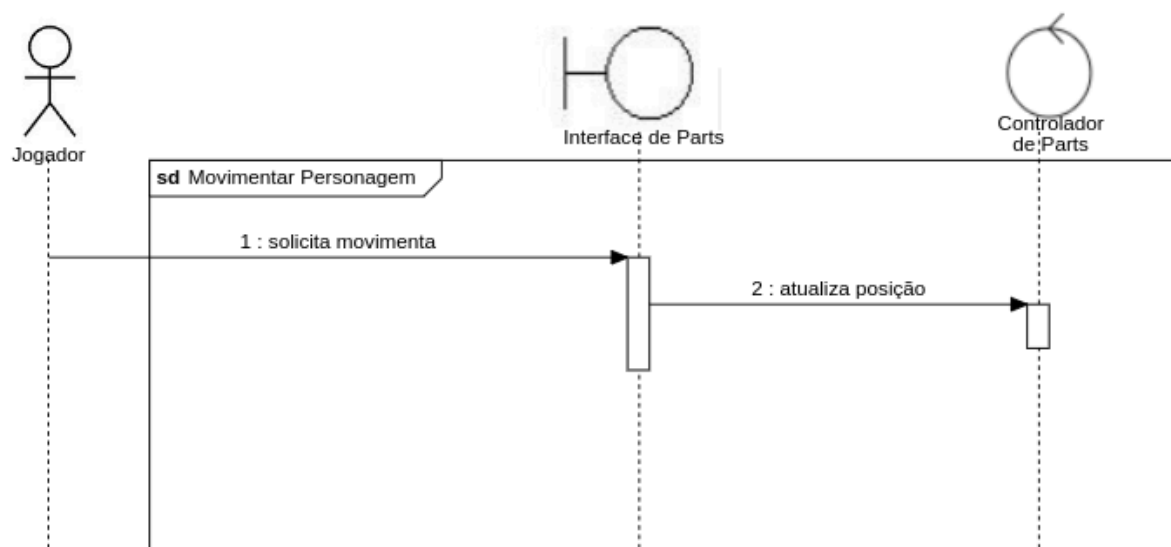 Jogador
Interface de Parts
Controlador
de Parts
sd Movimentar Personagem
1 : solicita movimenta
2 : atualiza posição